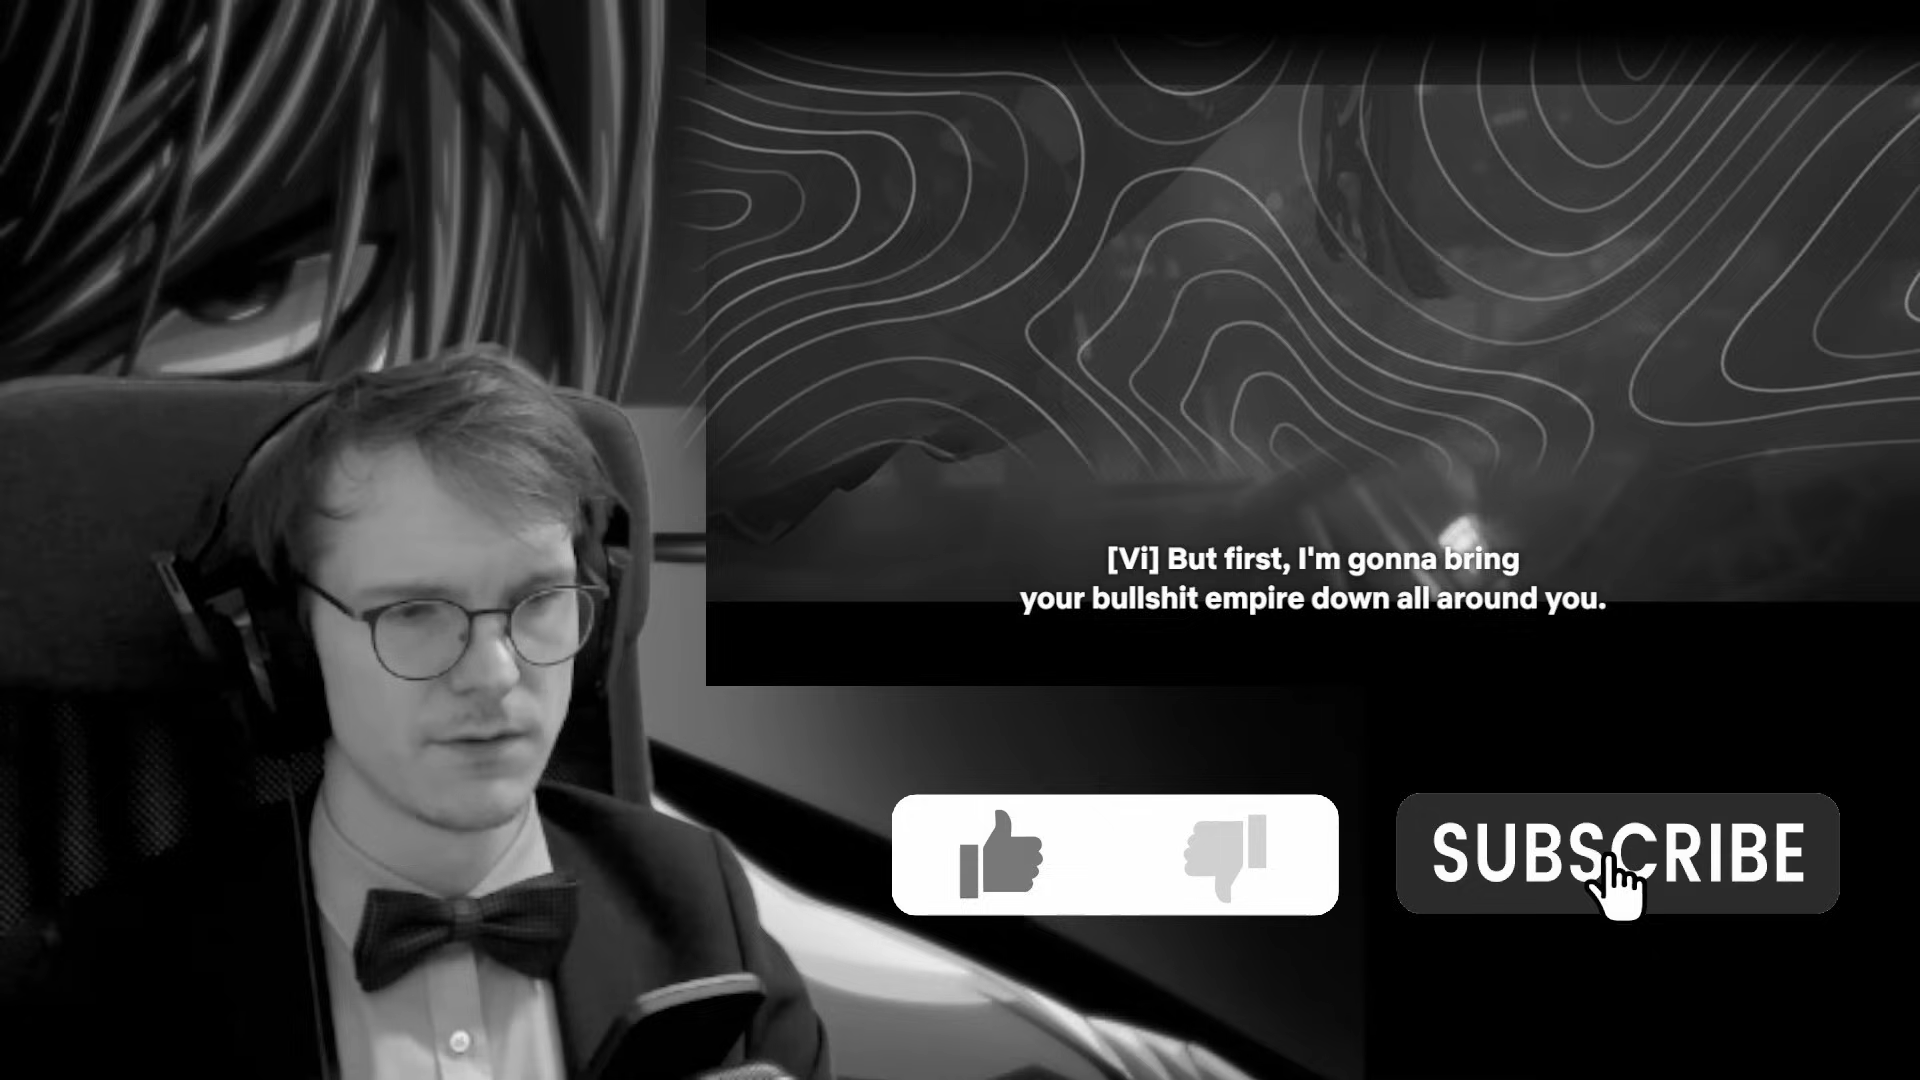 [Vi] But first, I'm gonna bring
your bullshit empire down all around you.
SUBSCRIBE